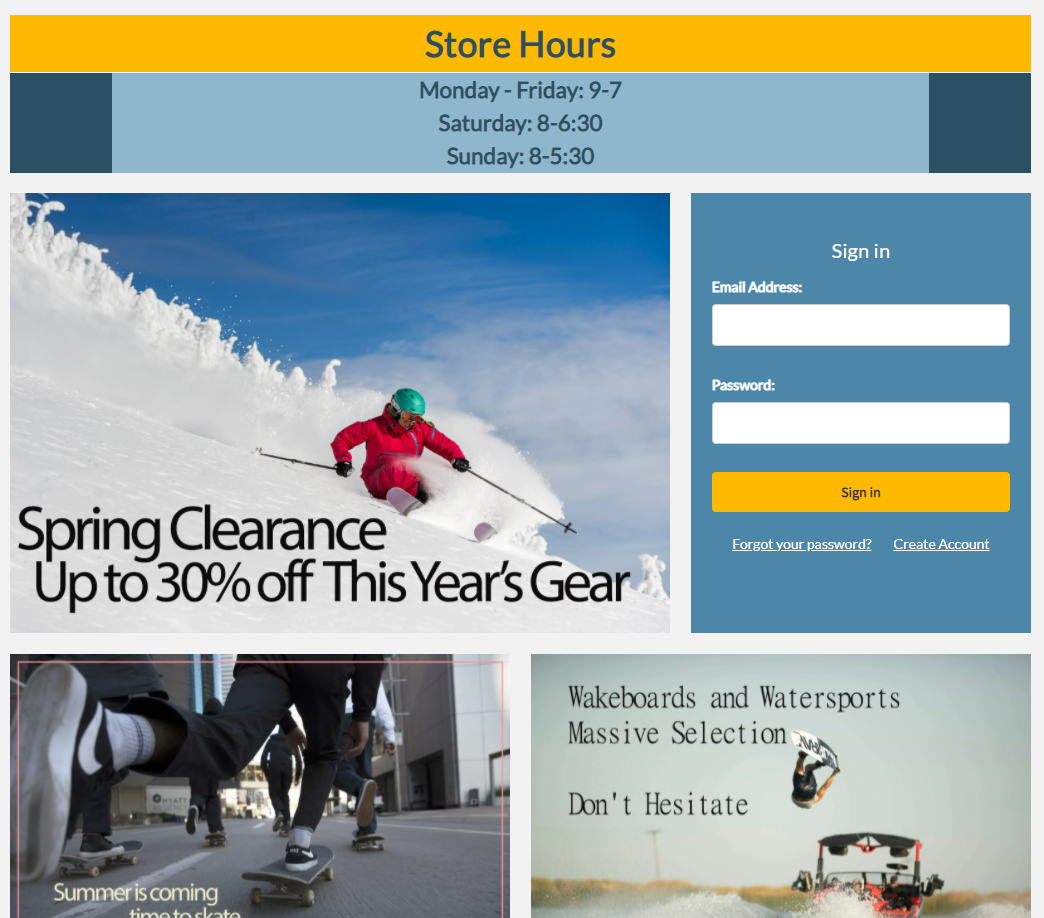 Store Hours
Monday - Friday: 9-7
Saturday: 8-6:30
Sunday: 8-5:30
Sign in
Email Address:
Password:
Sign in
Forgot your password? Create Account
Spring Clearance
Up to 30% off This Year's Gear
HYATT
REGENCY
Summer is coming
time to skate
Wakeboards and Watersports
Massive Selection
Don't Hesitate